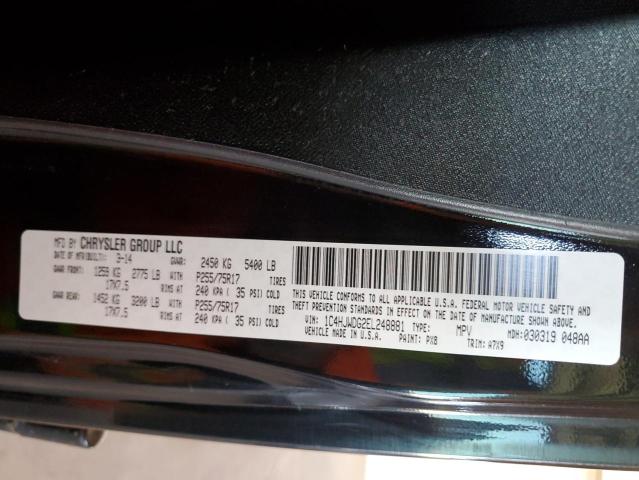 MFD BY CHRYSLER GROUP LLC
DATE OF MFR(BUILT): 3-14 GVWR: 2450 KG 5400 LB
GAWR FRONT: 1259 KG 2775 LB WITH P255/75R17 TIRES
17X7.5 RIMS AT 240 KPA( 35 PSI) COLD
GAWR REAR: 1452 KG 3200 LB WITH P255/75R17 TIRES
17X7.5 RIMS AT 240 KPA( 35 PSI) COLD
THIS VEHICLE CONFORMS TO ALL APPLICABLE U.S.A. FEDERAL MOTOR VEHICLE SAFETY AND
THEFT PREVENTION STANDARDS IN EFFECT ON THE DATE OF MANUFACTURE SHOWN ABOVE.
VIN: 1C4HJWDG2EL248881 TYPE: MPV MDH: 030319 048AA
MADE IN U.S.A. PAINT: PX8 TRIM: A7X9